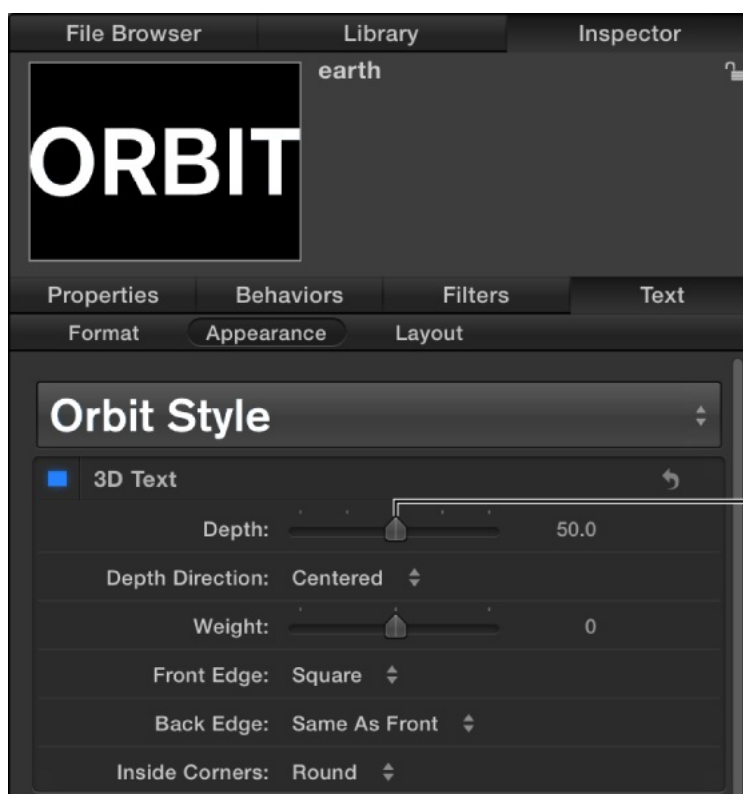 File Browser Library Inspector
earth
ORBIT
Properties Behaviors Filters Text
Format Appearance Layout
Orbit Style
3D Text
Depth: 50.0
Depth Direction: Centered
Weight: 0
Front Edge: Square
Back Edge: Same As Front
Inside Corners: Round